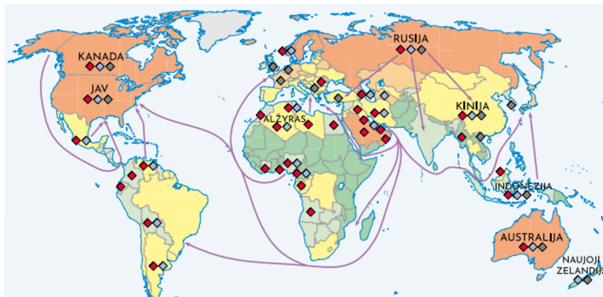 RUSIJA
KANADA
JAV
KINIJA
ALŽYRAS
INDONEZIJA
AUSTRALIJA
NAUJOJI
ZELANDIJA